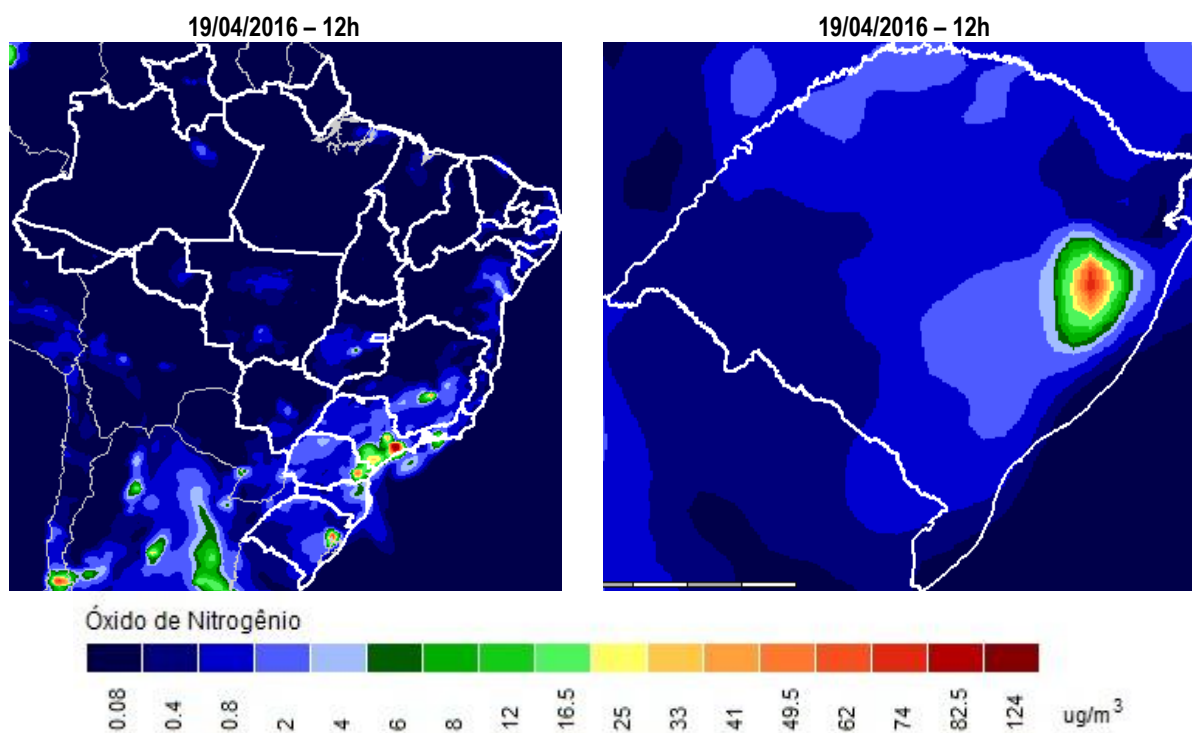 19/04/2016 – 12h
19/04/2016 – 12h
Óxido de Nitrogênio
0.08 0.4 0.8 2 4 6 8 12 16.5 25 33 41 49.5 62 74 82.5 124 ug/m³